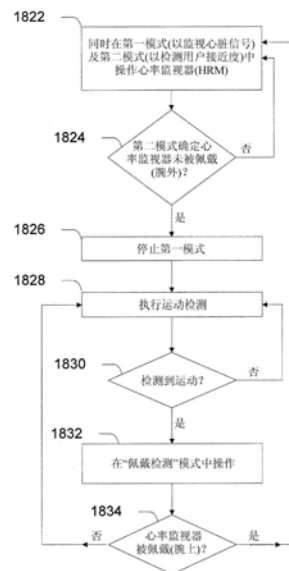 1822
同时在第一模式(以监视心脏信号)
及第二模式(以检测用户接近度)中
操作心率监视器(HRM)
1824
第二模式确定心
率监视器未被佩戴
(腕外)?
否
是
1826
停止第一模式
1828
执行运动检测
1830
检测到运动?
否
是
1832
在“佩戴检测”模式中操作
1834
心率监视器
被佩戴(腕上)?
否
是